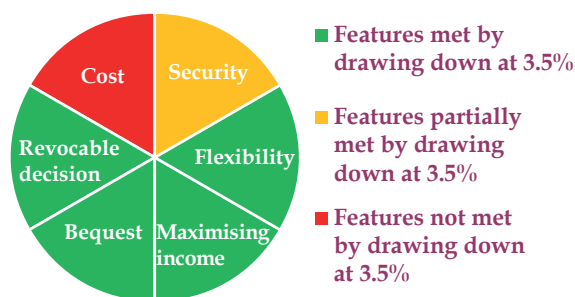 Cost
Security
Revocable
decision
Flexibility
Bequest
Maximising
income
Features met by
drawing down at 3.5%
Features partially
met by drawing
down at 3.5%
Features not met
by drawing down
at 3.5%